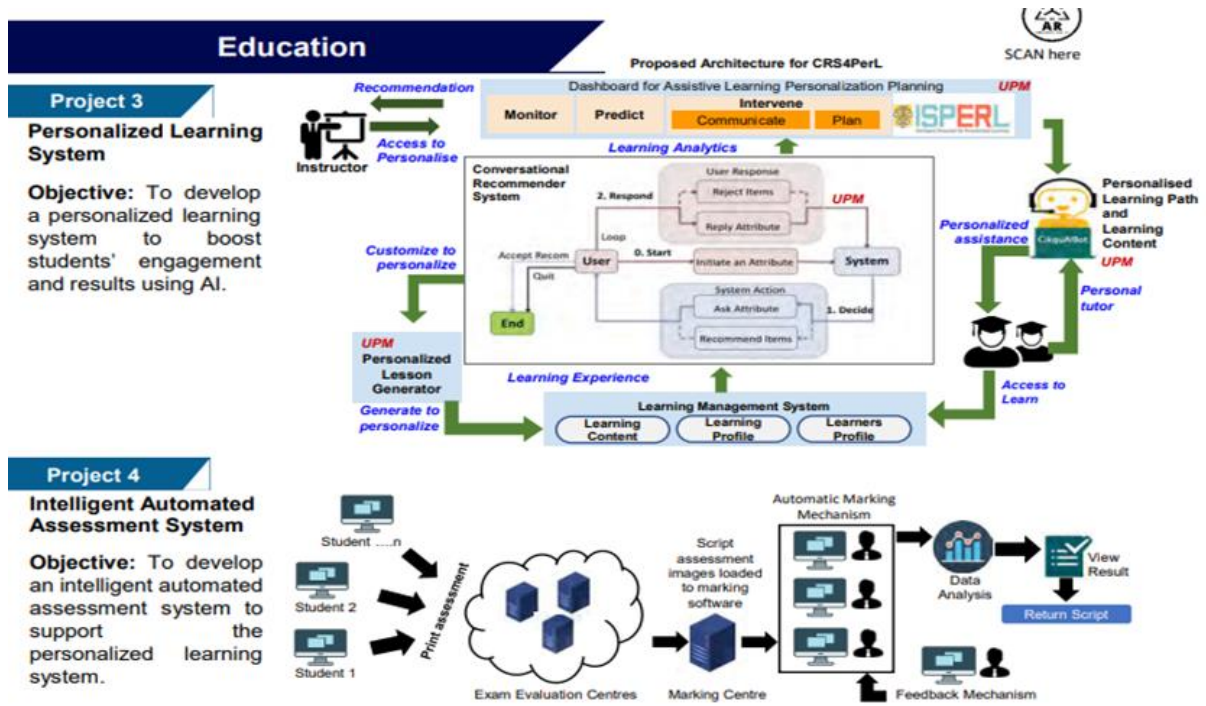 Education
AR
SCAN here
Project 3
Personalized Learning
System
Objective: To develop
a personalized learning
system to boost
students' engagement
and results using AI.
Proposed Architecture for CRS4PerL
Recommendation
Dashboard for Assistive Learning Personalization Planning
UPM
Monitor
Predict
Intervene
Communicate
Plan
ISPERL
Access to
Personalise
Instructor
Learning Analytics
Conversational
Recommender
System
User Response
2. Respond
Reject Items
UPM
Reply Attribute
Loop
Accept Recom
User
0. Start
Initiate an Attribute
System
Quit
System Action
Ask Attribute
1. Decide
Recommend Items
End
Customize to
personalize
Personalised
Learning Path
and
Learning
Content
UPM
Personalized
assistance
Personal
tutor
UPM
Personalized
Lesson
Generator
Learning Experience
Access to
Learn
Generate to
personalize
Learning Management System
Learning
Content
Learning
Profile
Learners
Profile
Project 4
Intelligent Automated
Assessment System
Objective: To develop
an intelligent automated
assessment system to
support the
personalized learning
system.
Student ....n
Student 2
Student 1
Print assessment
Exam Evaluation Centres
Script
assessment
images loaded
to marking
software
Marking Centre
Automatic Marking
Mechanism
Data
Analysis
View
Result
Return Script
Feedback Mechanism